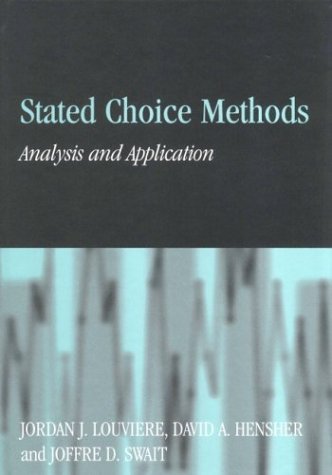 Stated Choice Methods
Analysis and Application
JORDAN J. LOUVIERE, DAVID A. HENSHER
and JOFFRE D. SWAIT